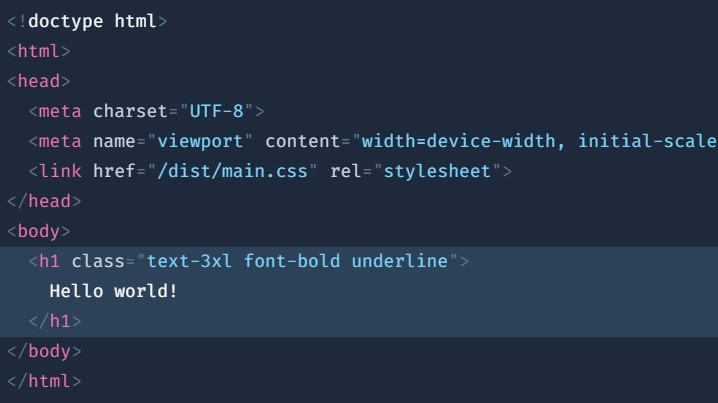 <!doctype html>
<html>
<head>
  <meta charset="UTF-8">
  <meta name="viewport" content="width=device-width, initial-scale
  <link href="/dist/main.css" rel="stylesheet">
</head>
<body>
  <h1 class="text-3xl font-bold underline">
    Hello world!
  </h1>
</body>
</html>